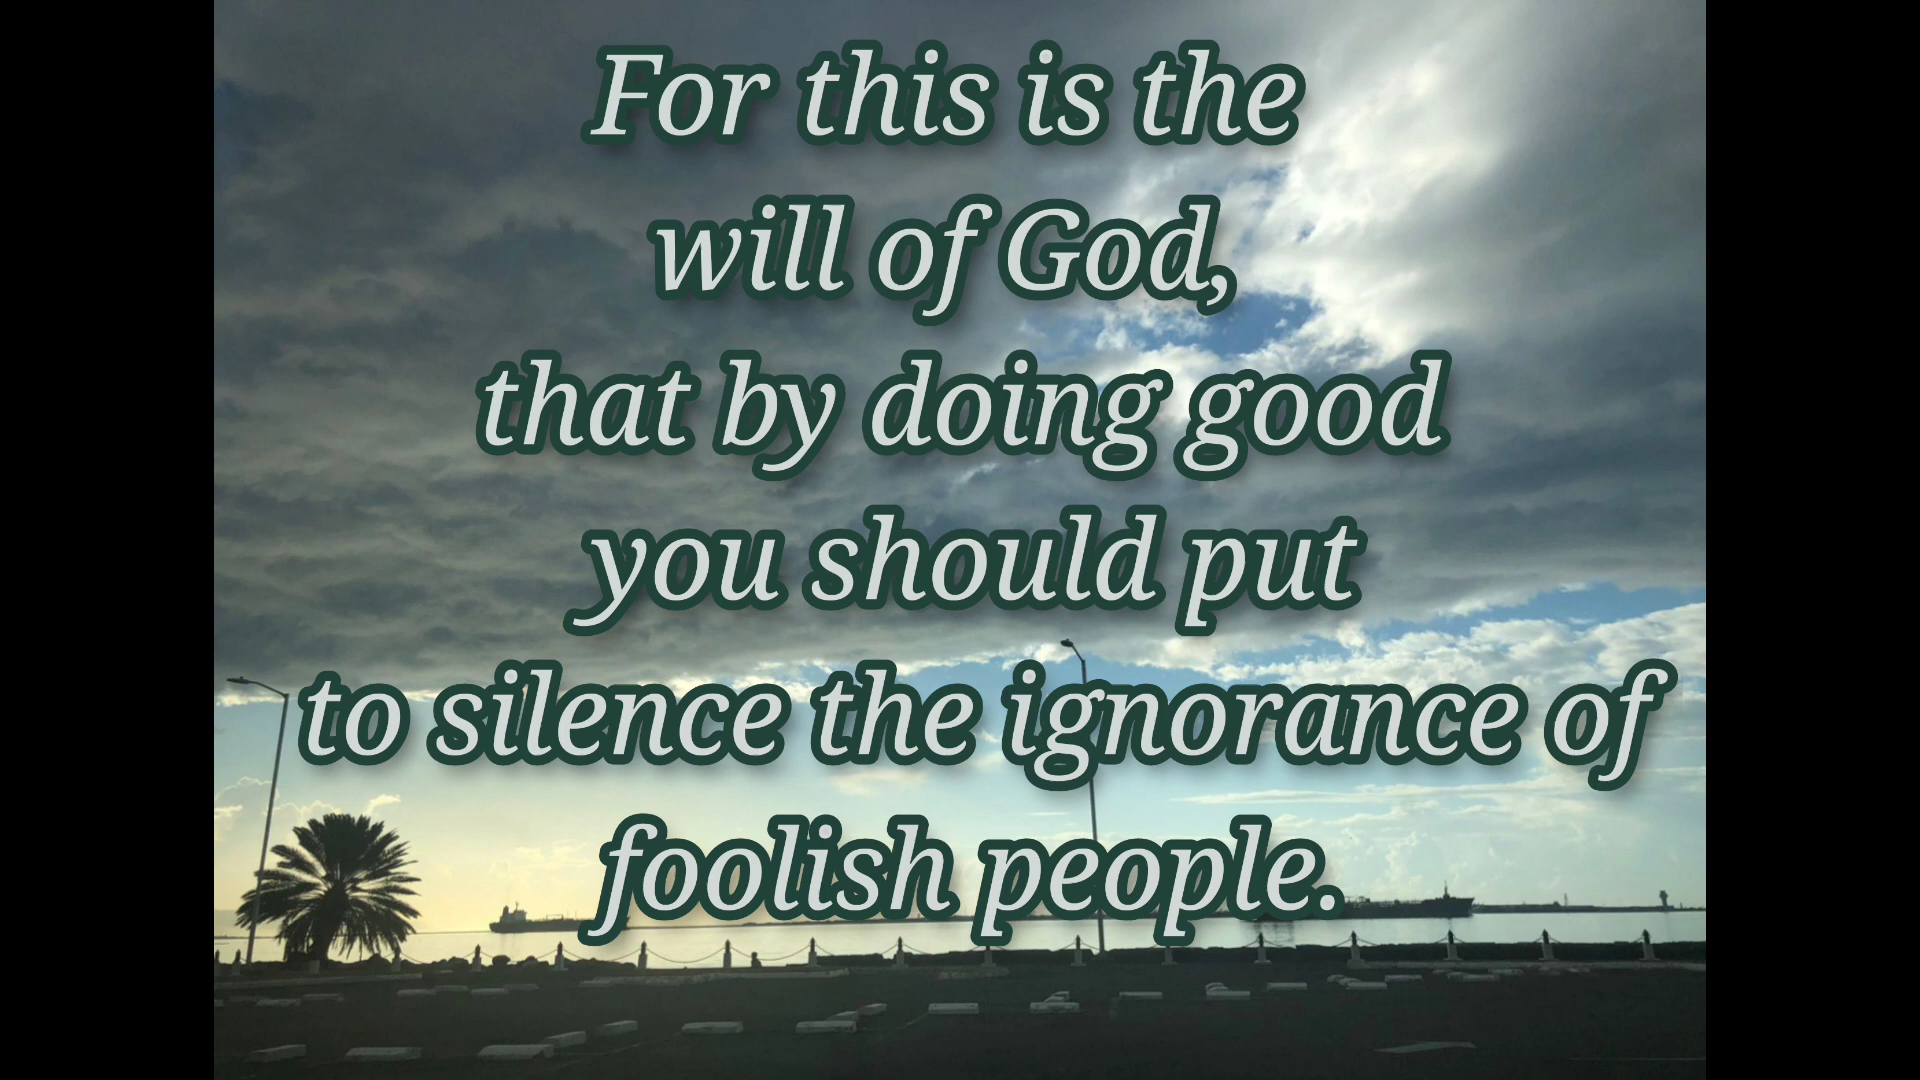 For this is the
will of God,
that by doing good
you should put
to silence the ignorance of
foolish people.